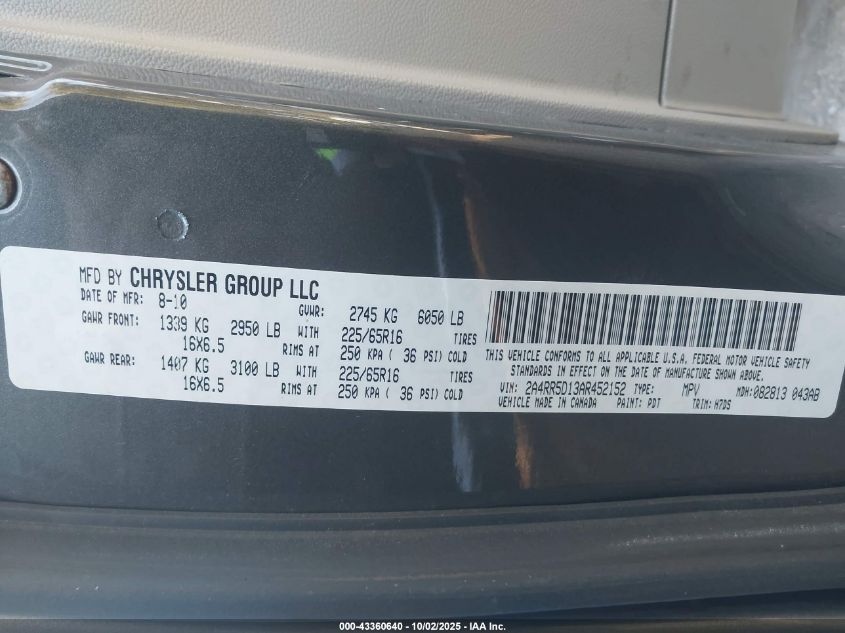 MFD BY CHRYSLER GROUP LLC
DATE OF MFR: 8-10 GVWR: 2745 KG 6050 LB
GAWR FRONT: 1339 KG 2950 LB WITH 225/65R16 TIRES
16X6.5 RIMS AT 250 KPA ( 36 PSI) COLD
GAWR REAR: 1407 KG 3100 LB WITH 225/65R16 TIRES
16X6.5 RIMS AT 250 KPA ( 36 PSI) COLD
THIS VEHICLE CONFORMS TO ALL APPLICABLE U.S.A. FEDERAL MOTOR VEHICLE SAFETY
STANDARDS IN EFFECT ON THE DATE OF MANUFACTURE SHOWN ABOVE.
VIN: 2A4RR5D13AR452152 TYPE: MPV MDH:082813 043AB
VEHICLE MADE IN CANADA PAINT: PDT TRIM: H7DS
000-43360640 - 10/02/2025 - IAA Inc.